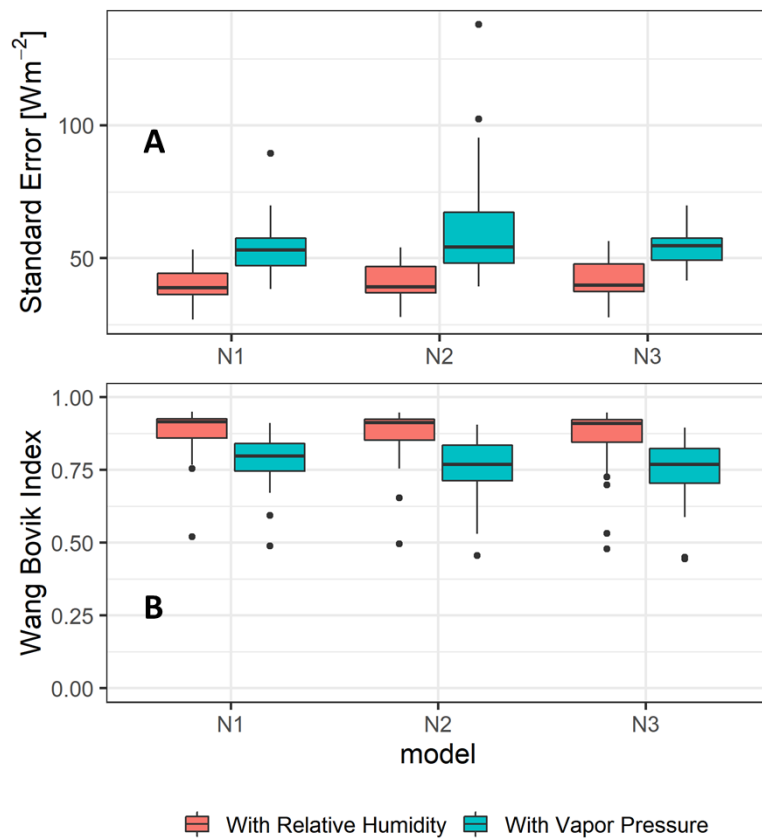 Standard Error [Wm⁻²]
A
100
50
N1 N2 N3
Wang Bovik Index
1.00
0.75
0.50
B
0.25
0.00
N1 N2 N3
model
With Relative Humidity With Vapor Pressure